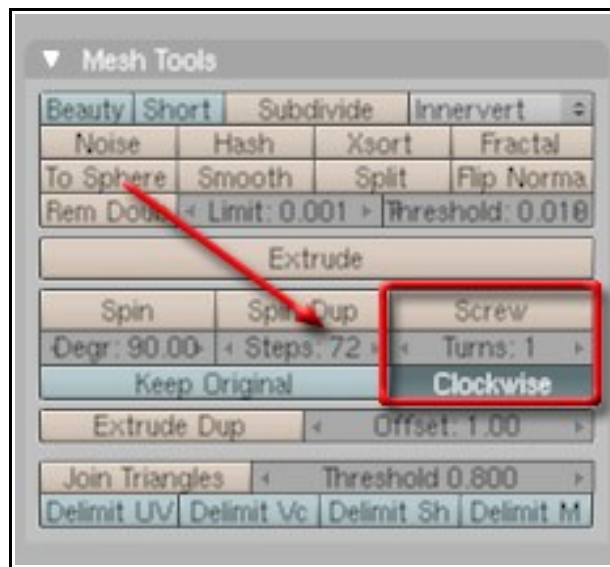 Mesh Tools
Beauty Short Subdivide Innervert
Noise Hash Xsort Fractal
To Sphere Smooth Split Flip Norma
Rem Doub Limit: 0.001 Threshold: 0.018
Extrude
Spin Spin Dup Screw
Degr: 90.00 Steps: 72 Turns: 1
Keep Original Clockwise
Extrude Dup Offset: 1.00
Join Triangles Threshold 0.800
Delimit UV Delimit Vc Delimit Sh Delimit M